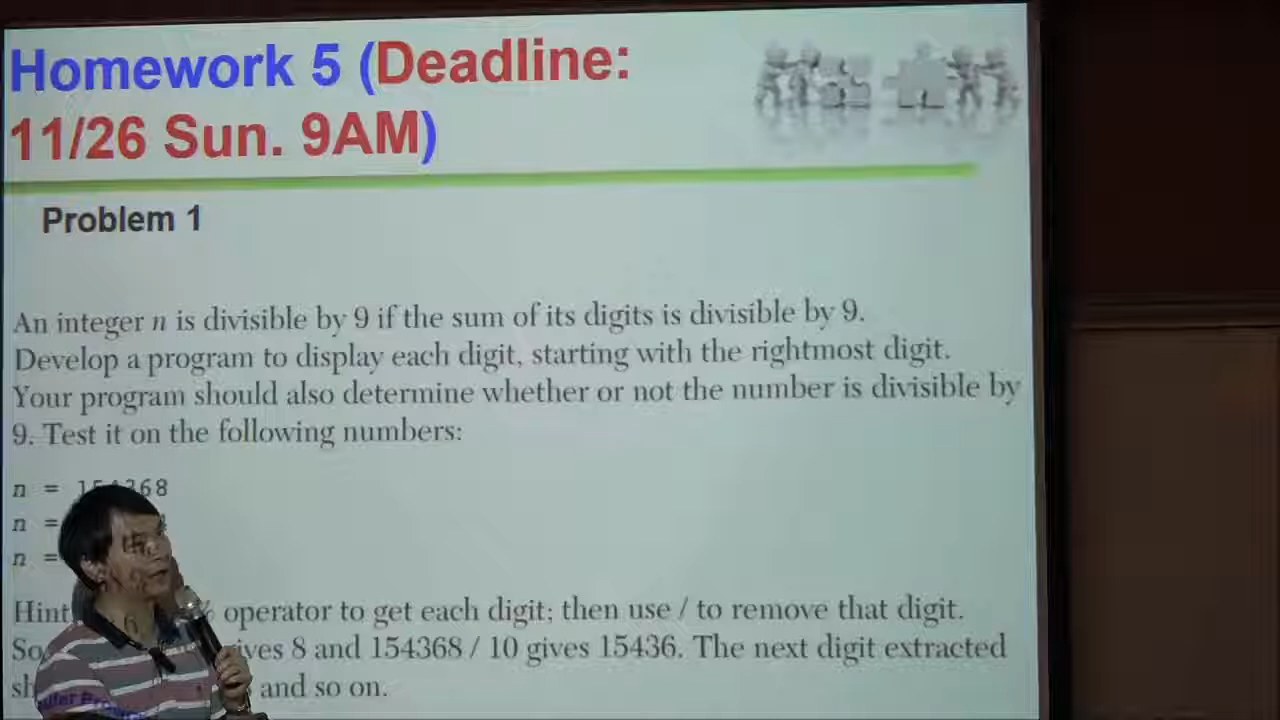 Homework 5 (Deadline:
11/26 Sun. 9AM)
Problem 1
An integer n is divisible by 9 if the sum of its digits is divisible by 9.
Develop a program to display each digit, starting with the rightmost digit.
Your program should also determine whether or not the number is divisible by
9. Test it on the following numbers:
n = 154368
n =
n =
Hint operator to get each digit; then use / to remove that digit.
So gives 8 and 154368 / 10 gives 15436. The next digit extracted
and so on.